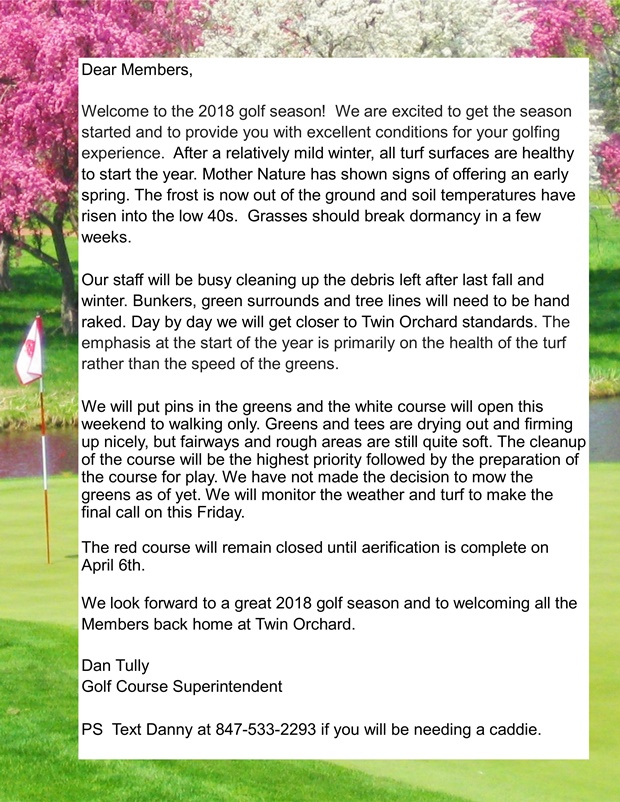 Dear Members,
Welcome to the 2018 golf season!  We are excited to get the season
started and to provide you with excellent conditions for your golfing
experience.  After a relatively mild winter, all turf surfaces are healthy
to start the year. Mother Nature has shown signs of offering an early
spring. The frost is now out of the ground and soil temperatures have
risen into the low 40s.  Grasses should break dormancy in a few
weeks.
Our staff will be busy cleaning up the debris left after last fall and
winter. Bunkers, green surrounds and tree lines will need to be hand
raked. Day by day we will get closer to Twin Orchard standards. The
emphasis at the start of the year is primarily on the health of the turf
rather than the speed of the greens.
We will put pins in the greens and the white course will open this
weekend to walking only. Greens and tees are drying out and firming
up nicely, but fairways and rough areas are still quite soft. The cleanup
of the course will be the highest priority followed by the preparation of
the course for play. We have not made the decision to mow the
greens as of yet. We will monitor the weather and turf to make the
final call on this Friday.
The red course will remain closed until aerification is complete on
April 6th.
We look forward to a great 2018 golf season and to welcoming all the
Members back home at Twin Orchard.
Dan Tully
Golf Course Superintendent
PS  Text Danny at 847-533-2293 if you will be needing a caddie.